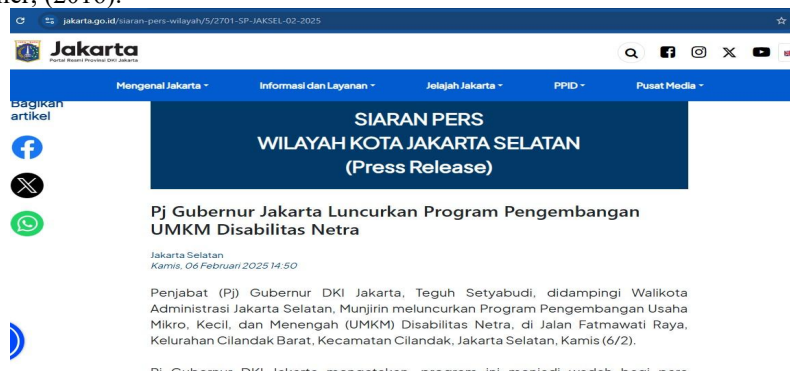 jakarta.go.id/siaran-pers-wilayah/5/2701-SP-JAKSEL-02-2025
Jakarta
Portal Resmi Provinsi DKI Jakarta
Mengenal Jakarta Informasi dan Layanan Jelajah Jakarta PPID Pusat Media
Bagikan
artikel
SIARAN PERS
WILAYAH KOTA JAKARTA SELATAN
(Press Release)
Pj Gubernur Jakarta Luncurkan Program Pengembangan
UMKM Disabilitas Netra
Jakarta Selatan
Kamis, 06 Februari 2025 14:50
Penjabat (Pj) Gubernur DKI Jakarta, Teguh Setyabudi, didampingi Walikota
Administrasi Jakarta Selatan, Munjirin meluncurkan Program Pengembangan Usaha
Mikro, Kecil, dan Menengah (UMKM) Disabilitas Netra, di Jalan Fatmawati Raya,
Kelurahan Cilandak Barat, Kecamatan Cilandak, Jakarta Selatan, Kamis (6/2).